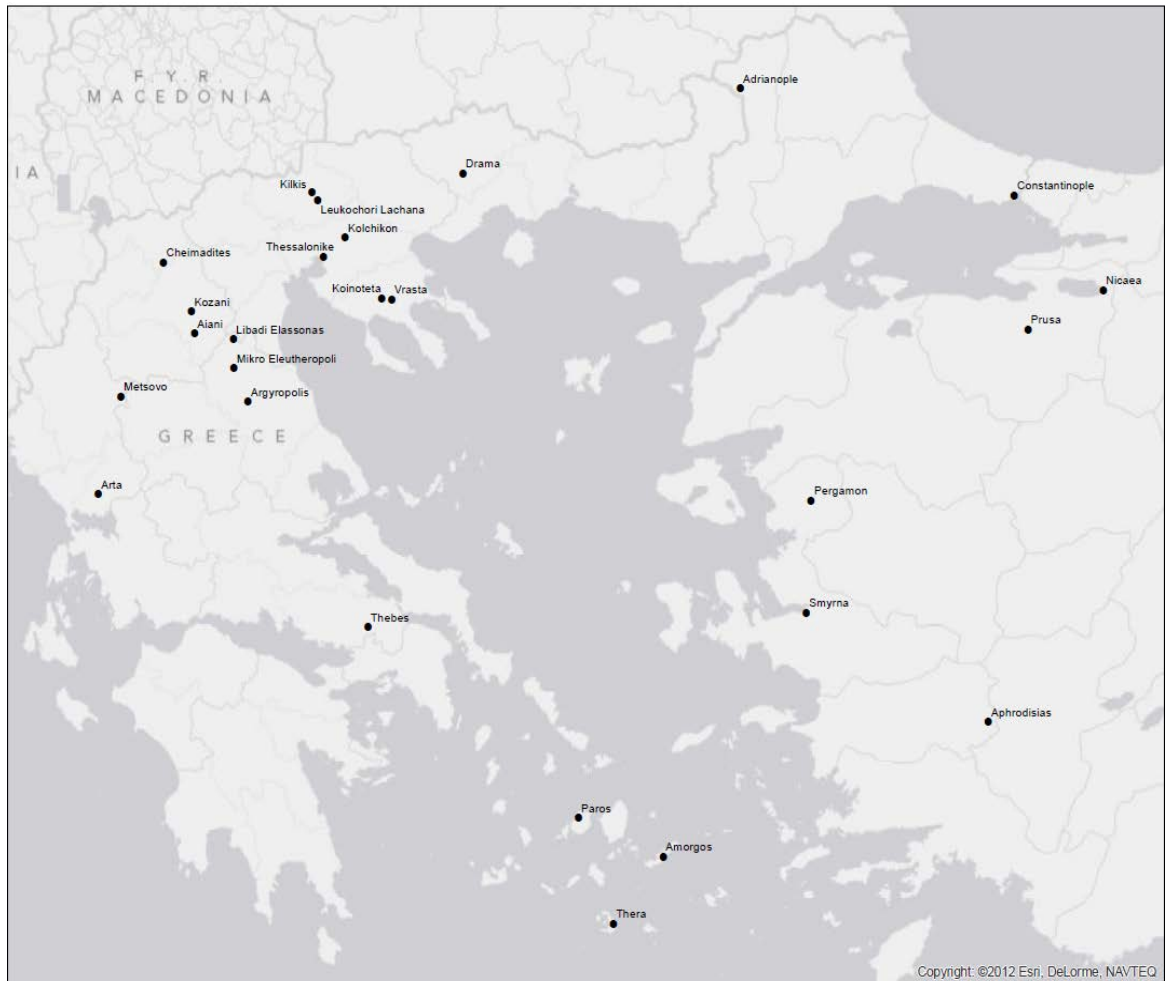 F. Y. R.
MACEDONIA
Adrianople
IA
Drama
Kilkis
Constantinople
Leukochori Lachana
Kolchikon
Thessalonike
Cheimadites
Koinoteta
Vrasta
Nicaea
Kozani
Prusa
Aiani
Libadi Elassonas
Mikro Eleutheropoli
Metsovo
Argyropolis
GREECE
Arta
Pergamon
Smyrna
Thebes
Aphrodisias
Paros
Amorgos
Thera
Copyright: ©2012 Esri, DeLorme, NAVTEQ